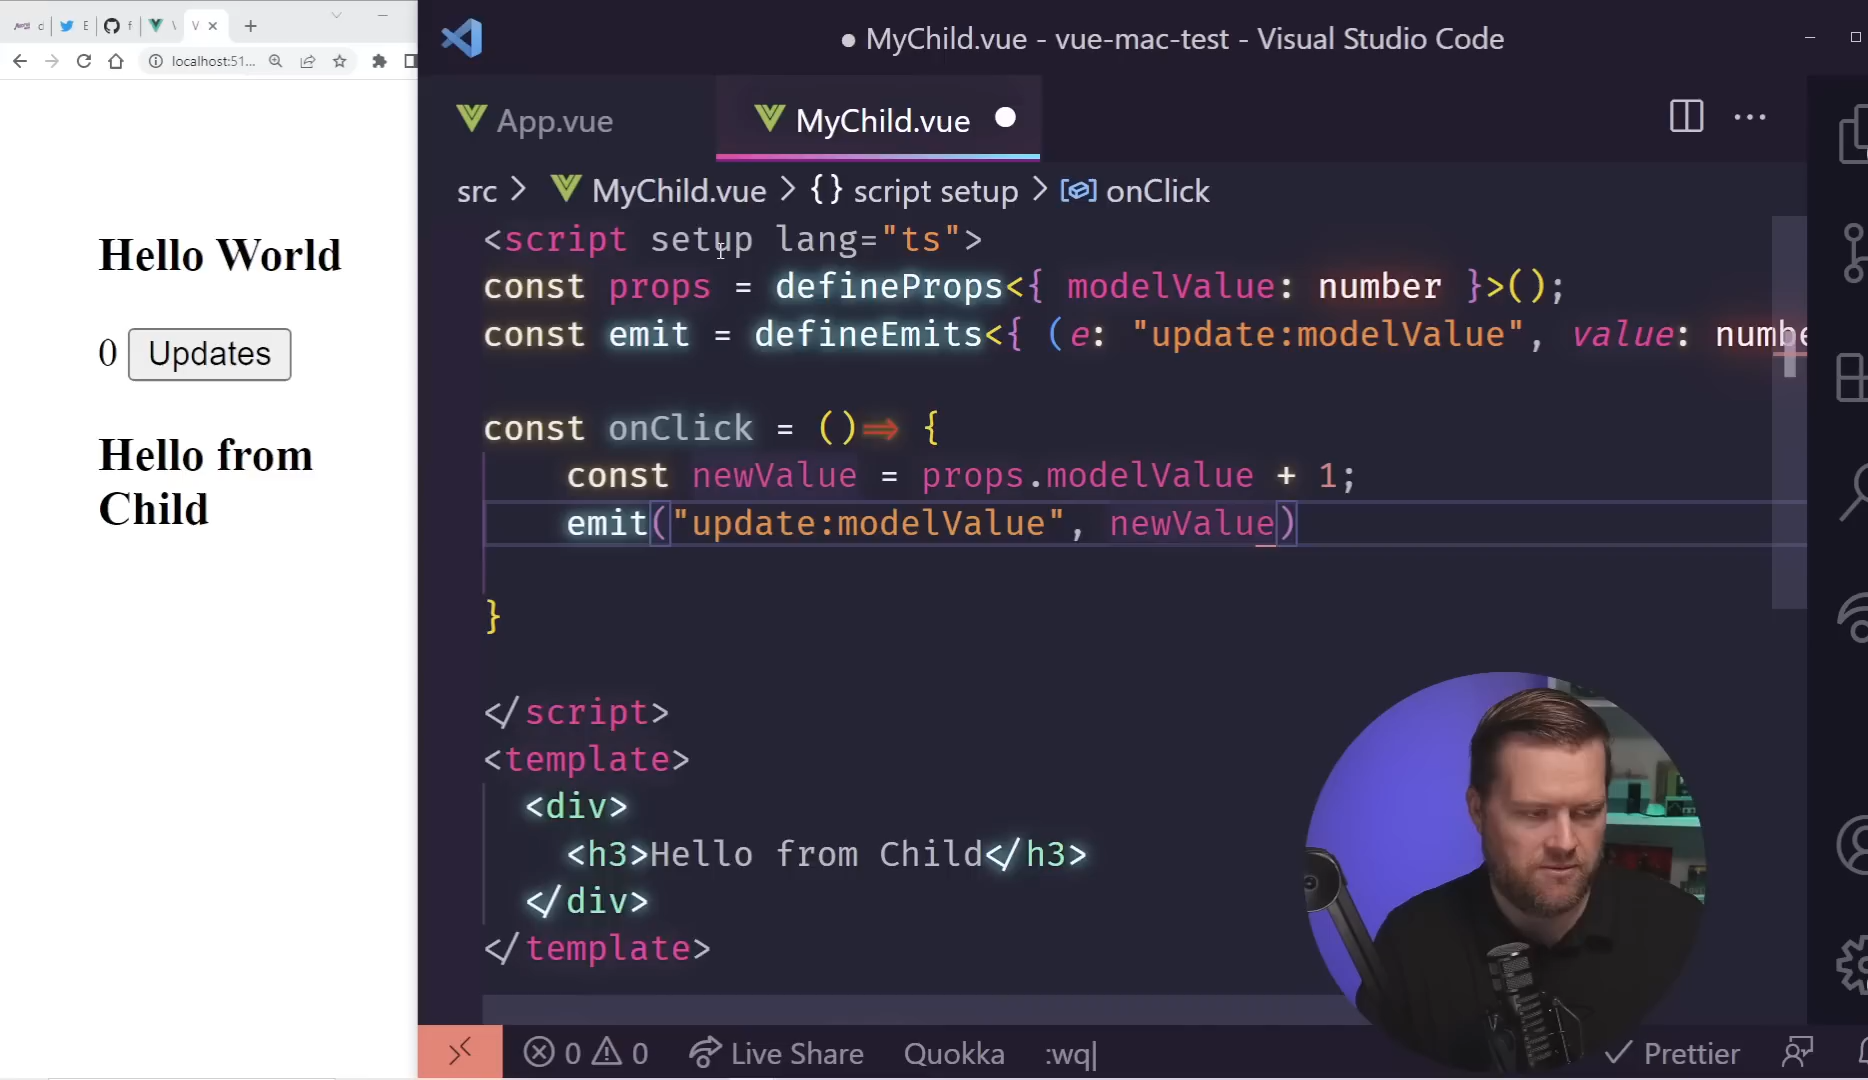 localhost:51...
Hello World
0 Updates
Hello from
Child
MyChild.vue - vue-mac-test - Visual Studio Code
App.vue
MyChild.vue
src > MyChild.vue > {} script setup > onClick
<script setup lang="ts">
const props = defineProps<{ modelValue: number }>();
const emit = defineEmits<{ (e: "update:modelValue", value: numbe
const onClick = ()=> {
const newValue = props.modelValue + 1;
emit("update:modelValue", newValue)
}
</script>
<template>
<div>
<h3>Hello from Child</h3>
</div>
</template>
0 0 Live Share Quokka :wq| Prettier